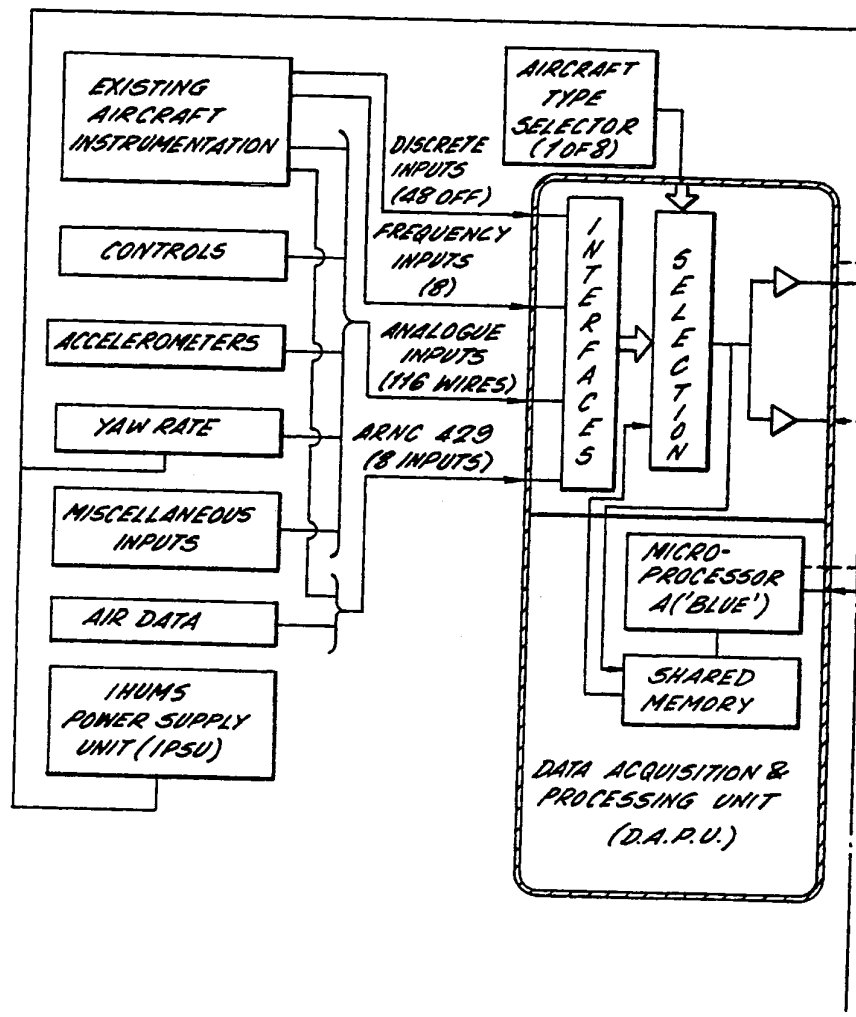 EXISTING
AIRCRAFT
INSTRUMENTATION
CONTROLS
ACCELEROMETERS
YAW RATE
MISCELLANEOUS
INPUTS
AIR DATA
IHUMS
POWER SUPPLY
UNIT (IPSU)
DISCRETE
INPUTS
(48 OFF)
FREQUENCY
INPUTS
(8)
ANALOGUE
INPUTS
(116 WIRES)
ARNC 429
(8 INPUTS)
AIRCRAFT
TYPE
SELECTOR
(1 OF 8)
INTERFACES
SELECTION
MICRO-
PROCESSOR
A('BLUE')
SHARED
MEMORY
DATA ACQUISITION &
PROCESSING UNIT
(D.A.P.U.)